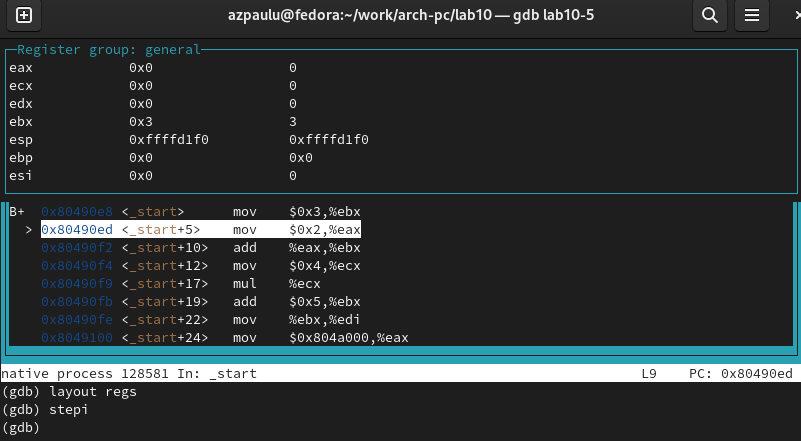 azpaulu@fedora:~/work/arch-pc/lab10 — gdb lab10-5
Register group: general
eax 0x0 0
ecx 0x0 0
edx 0x0 0
ebx 0x3 3
esp 0xffffd1f0 0xffffd1f0
ebp 0x0 0x0
esi 0x0 0
B+ 0x80490e8 <_start> mov $0x3,%ebx
> 0x80490ed <_start+5> mov $0x2,%eax
0x80490f2 <_start+10> add %eax,%ebx
0x80490f4 <_start+12> mov $0x4,%ecx
0x80490f9 <_start+17> mul %ecx
0x80490fb <_start+19> add $0x5,%ebx
0x80490fe <_start+22> mov %ebx,%edi
0x8049100 <_start+24> mov $0x804a000,%eax
native process 128581 In: _start L9 PC: 0x80490ed
(gdb) layout regs
(gdb) stepi
(gdb)